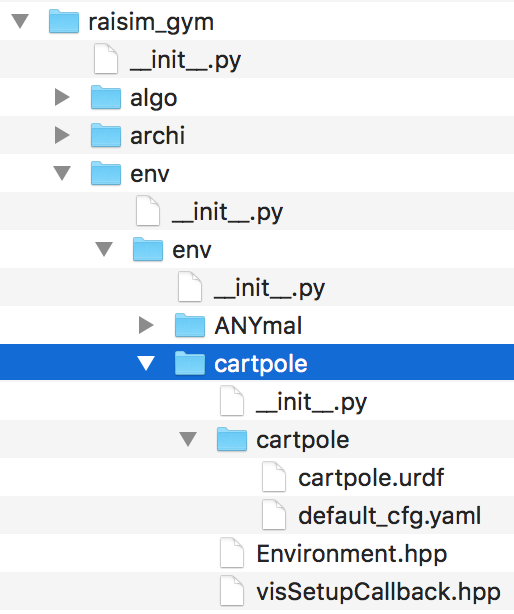 raisim_gym
__init__.py
algo
archi
env
__init__.py
env
__init__.py
ANYmal
cartpole
__init__.py
cartpole
cartpole.urdf
default_cfg.yaml
Environment.hpp
visSetupCallback.hpp